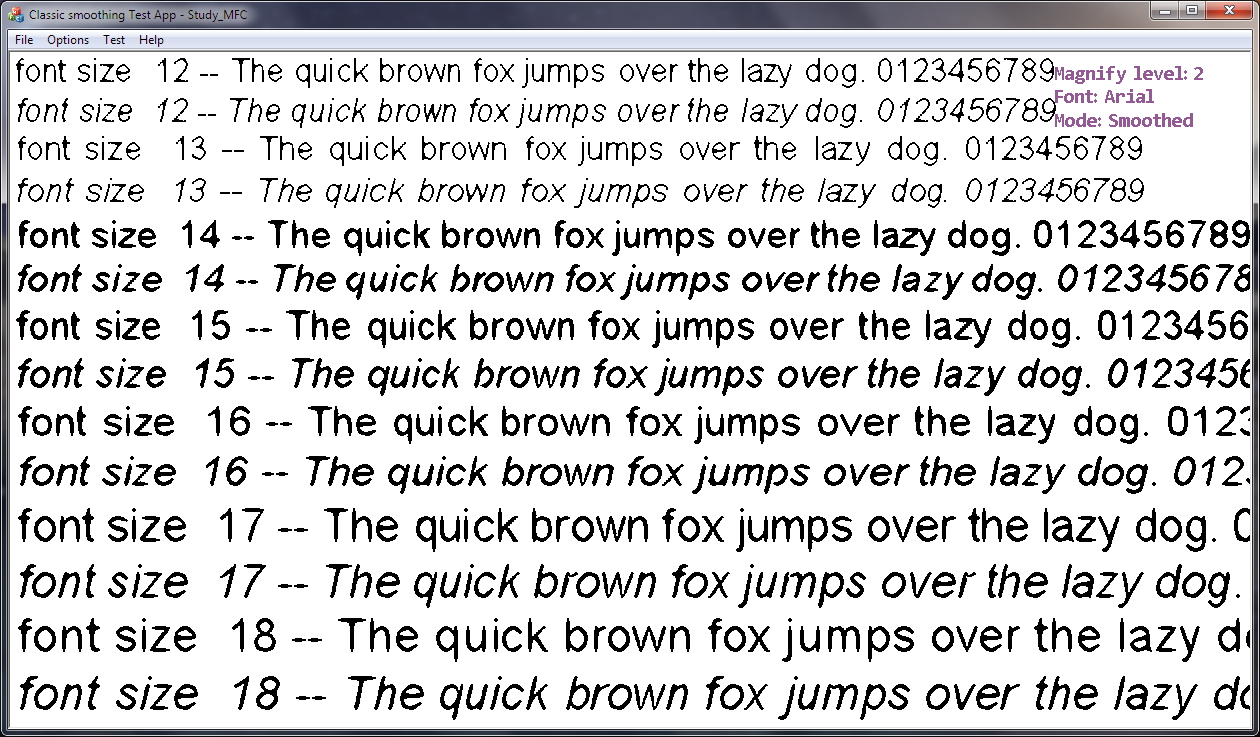 Classic smoothing Test App - Study_MFC
File Options Test Help
font size 12 -- The quick brown fox jumps over the lazy dog. 0123456789
Magnify level: 2
font size 12 -- The quick brown fox jumps over the lazy dog. 0123456789
Font: Arial
Mode: Smoothed
font size 13 -- The quick brown fox jumps over the lazy dog. 0123456789
font size 13 -- The quick brown fox jumps over the lazy dog. 0123456789
font size 14 -- The quick brown fox jumps over the lazy dog. 0123456789
font size 14 -- The quick brown fox jumps over the lazy dog. 012345678
font size 15 -- The quick brown fox jumps over the lazy dog. 0123456
font size 15 -- The quick brown fox jumps over the lazy dog. 0123456
font size 16 -- The quick brown fox jumps over the lazy dog. 0123
font size 16 -- The quick brown fox jumps over the lazy dog. 012
font size 17 -- The quick brown fox jumps over the lazy dog. 0
font size 17 -- The quick brown fox jumps over the lazy dog.
font size 18 -- The quick brown fox jumps over the lazy do
font size 18 -- The quick brown fox jumps over the lazy do